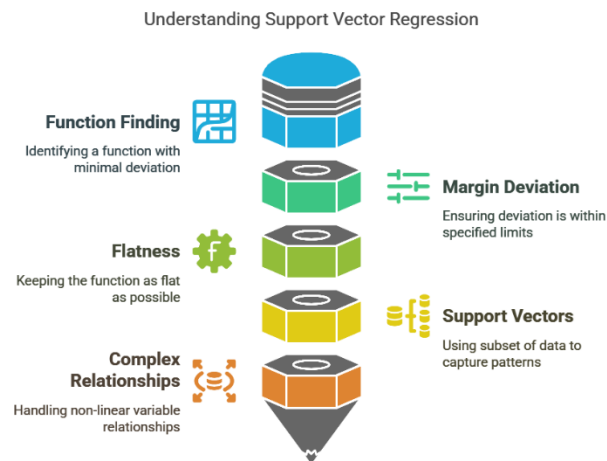 Understanding Support Vector Regression
Function Finding
Identifying a function with
minimal deviation
Margin Deviation
Ensuring deviation is within
specified limits
Flatness
Keeping the function as flat
as possible
Support Vectors
Using subset of data to
capture patterns
Complex
Relationships
Handling non-linear variable
relationships